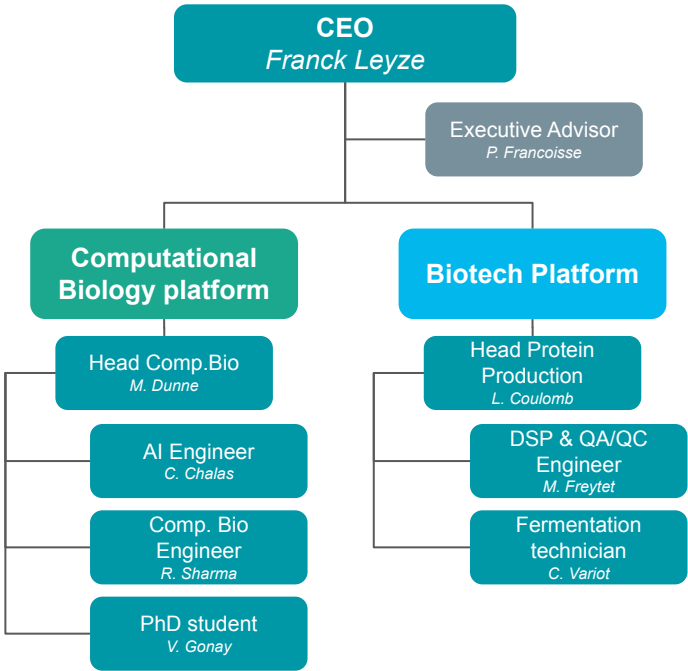 CEO
Franck Leyze
Executive Advisor
P. Francoisse
Computational
Biology platform
Head Comp.Bio
M. Dunne
AI Engineer
C. Chalas
Comp. Bio
Engineer
R. Sharma
PhD student
V. Gonay
Biotech Platform
Head Protein
Production
L. Coulomb
DSP & QA/QC
Engineer
M. Freytet
Fermentation
technician
C. Variot